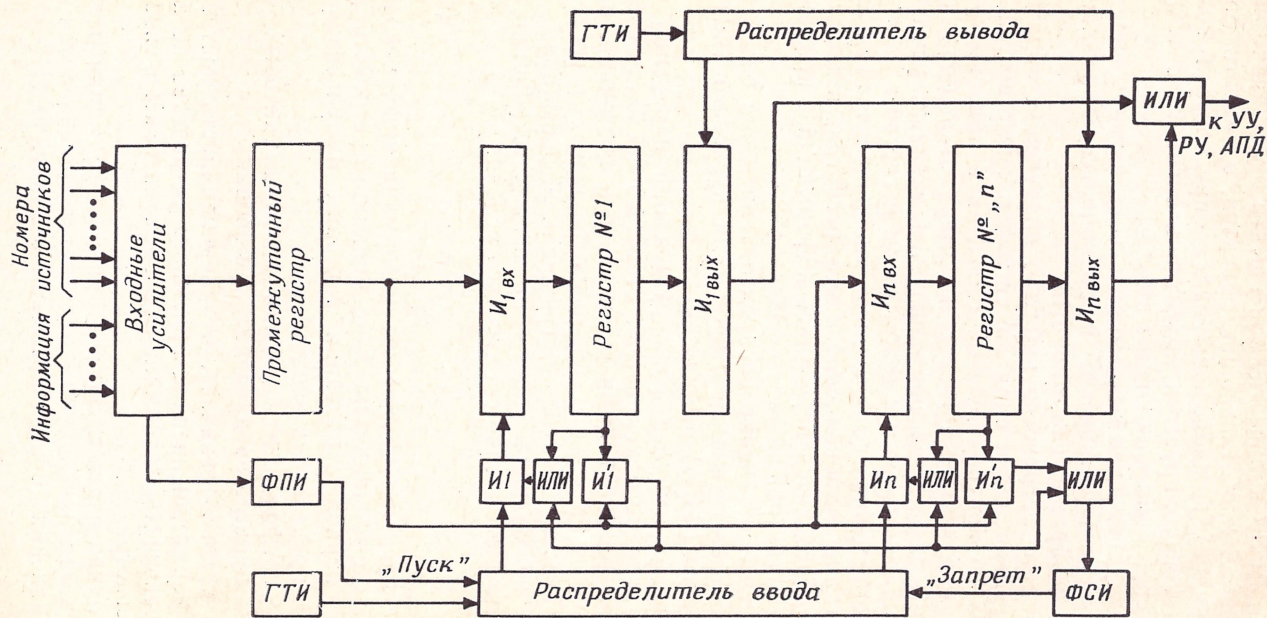 ГТИ
Распределитель вывода
ИЛИ
к УУ,
РУ, АПД
Номера
источников
Информация
Входные
усилители
Промежуточный
регистр
И1 вх
Регистр №1
И1 вых
Иn вх
Регистр № „n”
Иn вых
ФПИ
И1
ИЛИ
И'1
Иn
ИЛИ
И'n
ИЛИ
„Пуск”
ГТИ
Распределитель ввода
„Запрет”
ФСИ